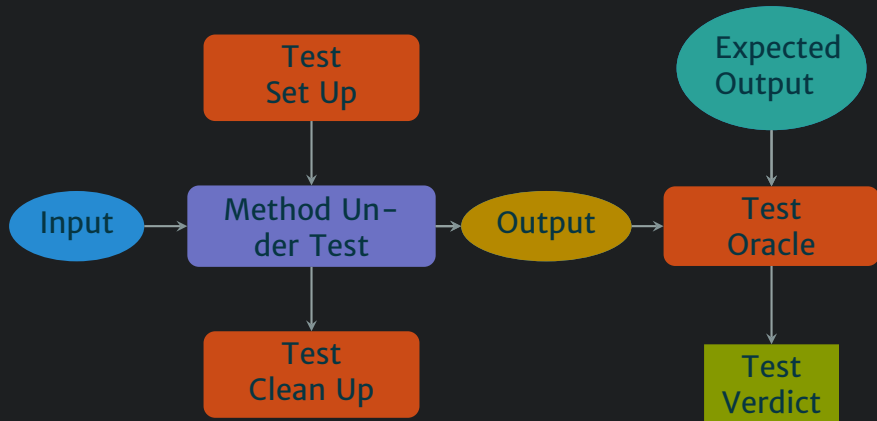 Test
Set Up
Expected
Output
Input
Method Un-
der Test
Output
Test
Oracle
Test
Clean Up
Test
Verdict